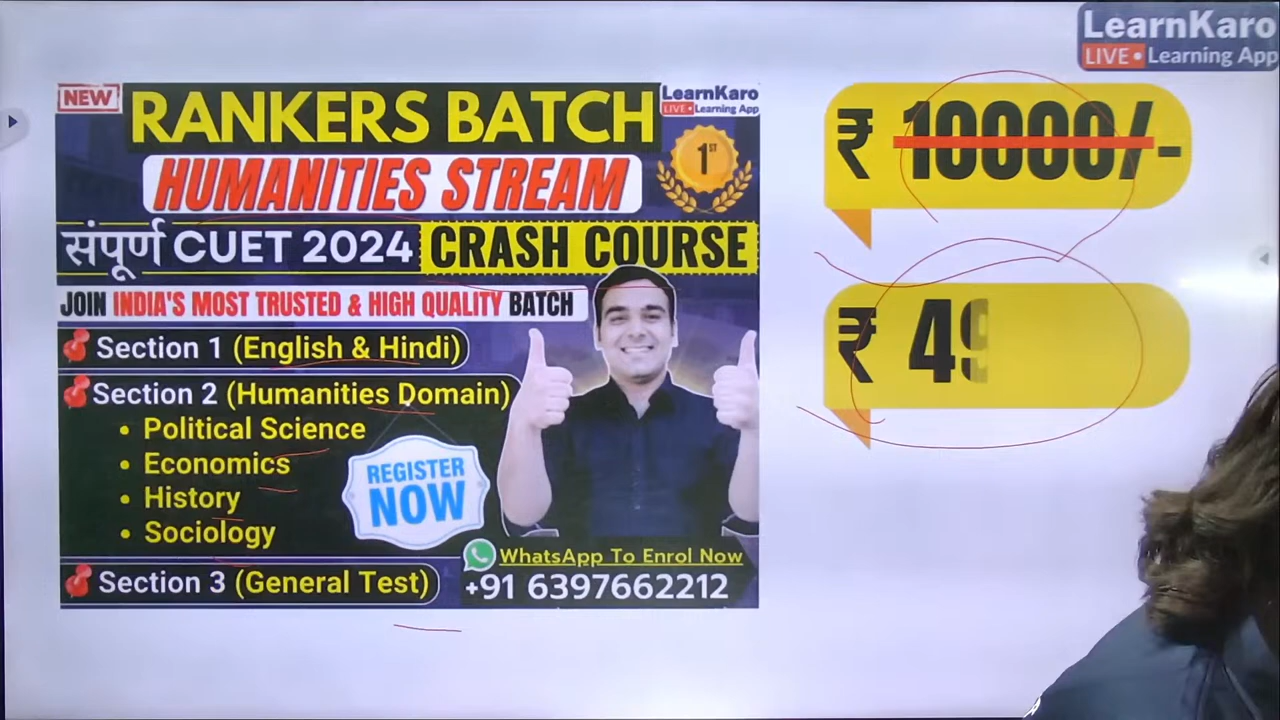 LearnKaro
LIVE • Learning App
NEW
RANKERS BATCH
LearnKaro
LIVE • Learning App
HUMANITIES STREAM
1ST
संपूर्ण CUET 2024 CRASH COURSE
JOIN INDIA'S MOST TRUSTED & HIGH QUALITY BATCH
Section 1 (English & Hindi)
Section 2 (Humanities Domain)
• Political Science
• Economics
• History
• Sociology
REGISTER
NOW
WhatsApp To Enrol Now
Section 3 (General Test)
+91 6397662212
₹ 10000/-
₹ 49